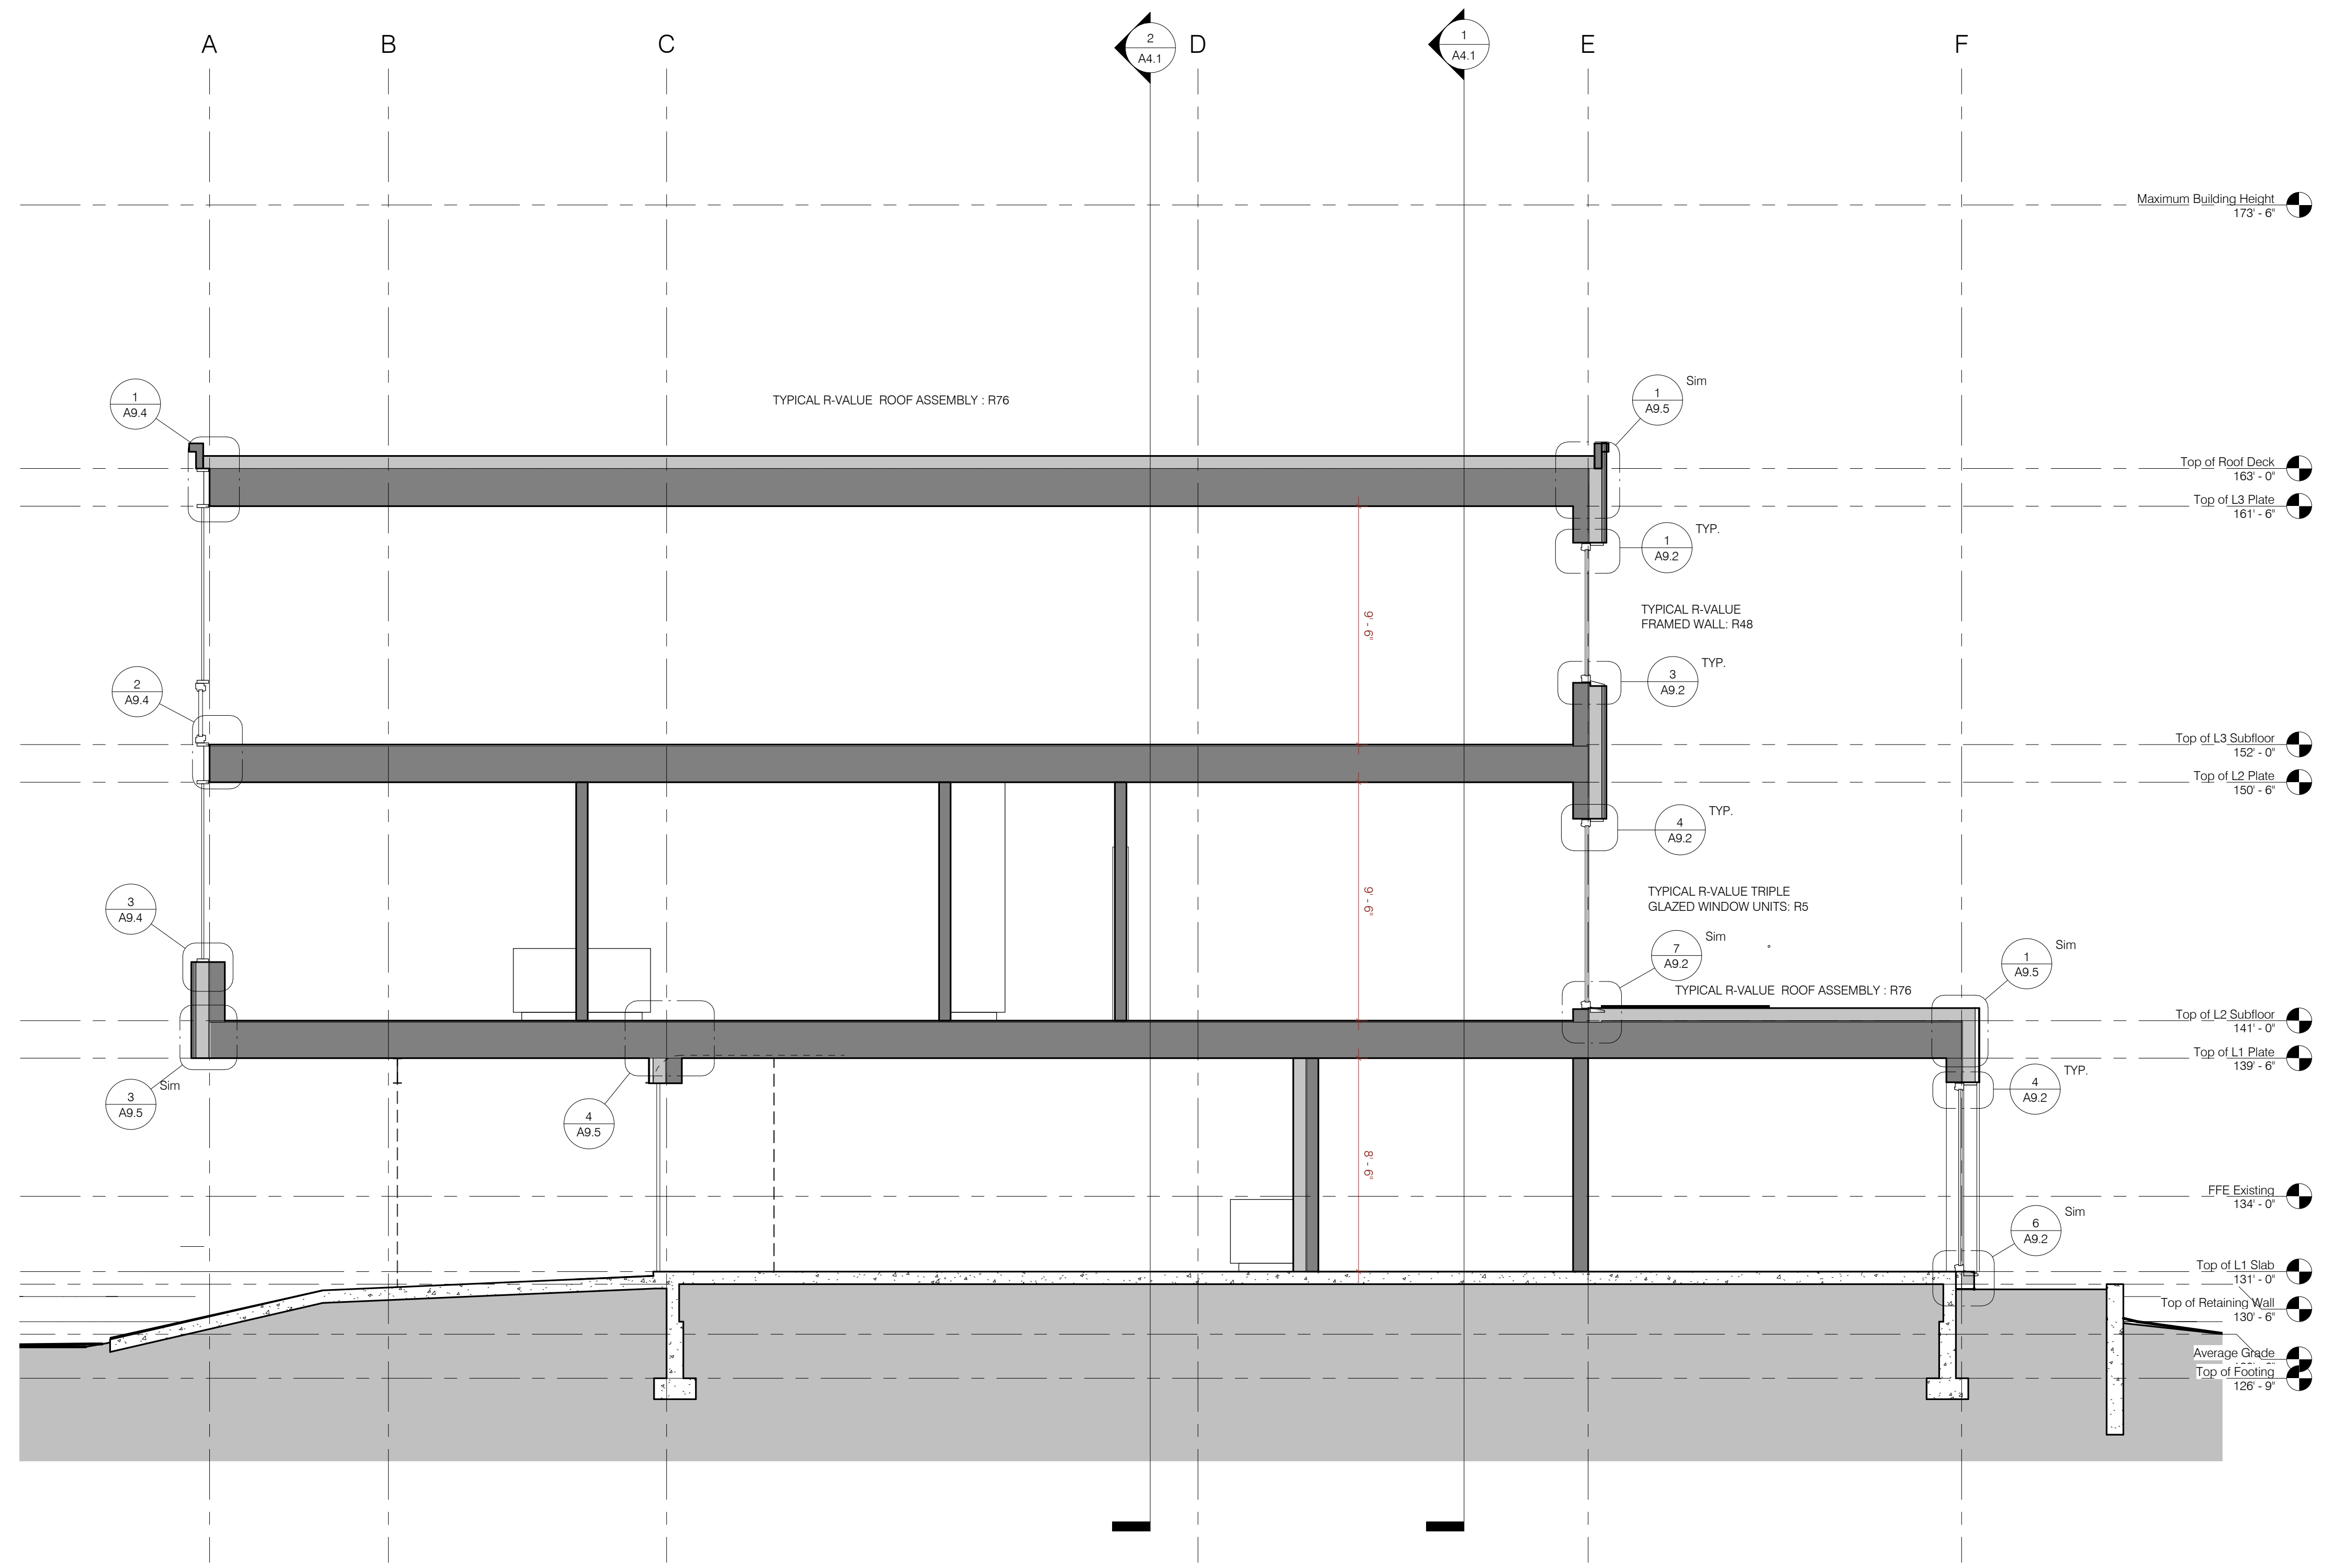 A
B
C
2
A4.1
D
1
A4.1
E
F
Maximum Building Height
173' - 6"
1
A9.4
TYPICAL R-VALUE  ROOF ASSEMBLY : R76
1
A9.5
Sim
Top of Roof Deck
163' - 0"
Top of L3 Plate
161' - 6"
1
A9.2
TYP.
9' - 6"
TYPICAL R-VALUE
FRAMED WALL: R48
2
A9.4
3
A9.2
TYP.
Top of L3 Subfloor
152' - 0"
Top of L2 Plate
150' - 6"
4
A9.2
TYP.
9' - 6"
TYPICAL R-VALUE TRIPLE
GLAZED WINDOW UNITS: R5
3
A9.4
7
A9.2
Sim
1
A9.5
Sim
TYPICAL R-VALUE  ROOF ASSEMBLY : R76
Top of L2 Subfloor
141' - 0"
Top of L1 Plate
139' - 6"
3
A9.5
Sim
4
A9.5
4
A9.2
TYP.
8' - 6"
FFE Existing
134' - 0"
6
A9.2
Sim
Top of L1 Slab
131' - 0"
Top of Retaining Wall
130' - 6"
Average Grade
Top of Footing
126' - 9"